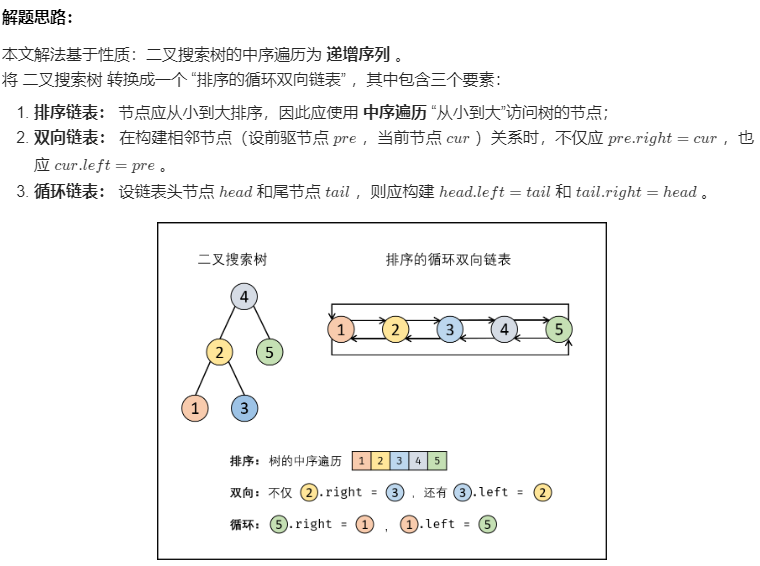 解题思路：
本文解法基于性质：二叉搜索树的中序遍历为 递增序列 。
将 二叉搜索树 转换成一个 “排序的循环双向链表” ，其中包含三个要素：
1. 排序链表： 节点应从小到大排序，因此应使用 中序遍历 “从小到大”访问树的节点；
2. 双向链表： 在构建相邻节点（设前驱节点 pre ，当前节点 cur ）关系时，不仅应 pre.right = cur ，也
应 cur.left = pre 。
3. 循环链表： 设链表头节点 head 和尾节点 tail ，则应构建 head.left = tail 和 tail.right = head 。
二叉搜索树 排序的循环双向链表
4
1 2 3 4 5
2 5
1 3
排序： 树的中序遍历 1 2 3 4 5
双向： 不仅 2.right = 3 ，还有 3.left = 2
循环： 5.right = 1 ， 1.left = 5